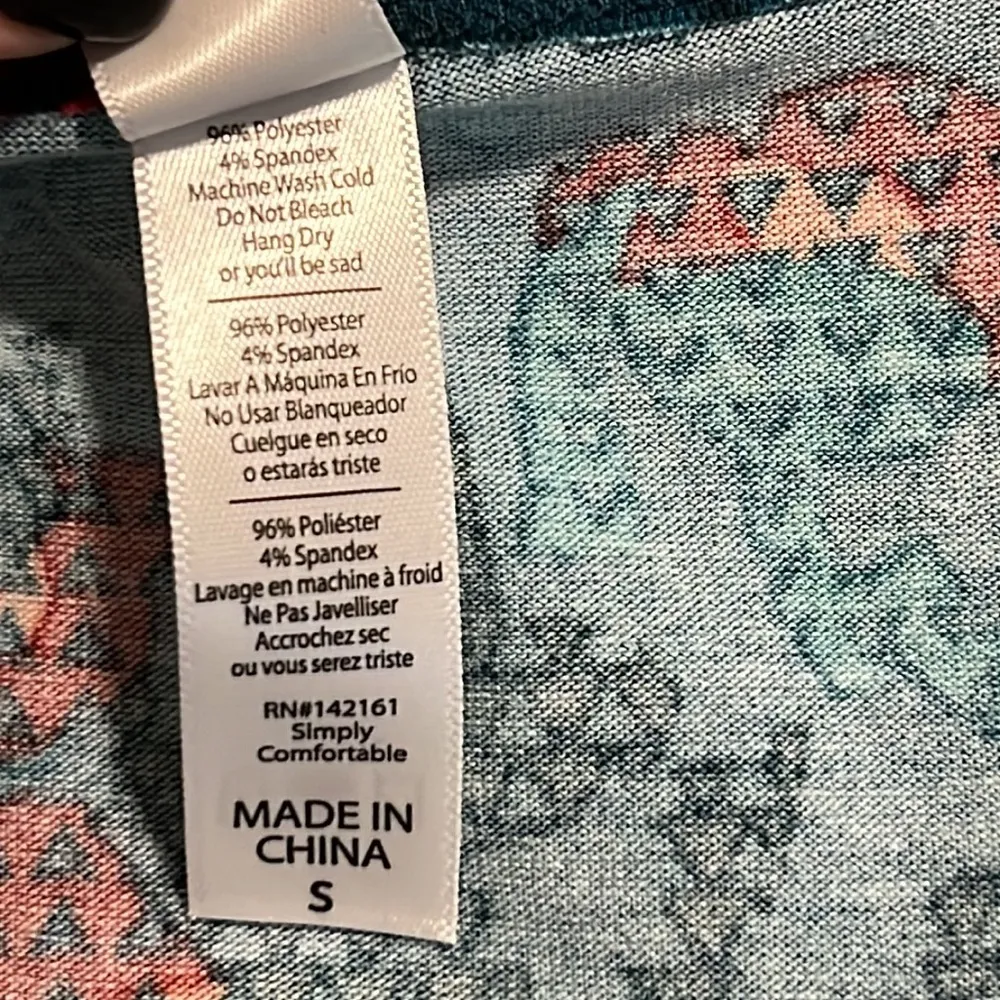 96% Polyester
4% Spandex
Machine Wash Cold
Do Not Bleach
Hang Dry
or you'll be sad
96% Polyester
4% Spandex
Lavar A Máquina En Frío
No Usar Blanqueador
Cuelgue en seco
o estarás triste
96% Poliéster
4% Spandex
Lavage en machine à froid
Ne Pas Javelliser
Accrochez sec
ou vous serez triste
RN#142161
Simply
Comfortable
MADE IN
CHINA
S